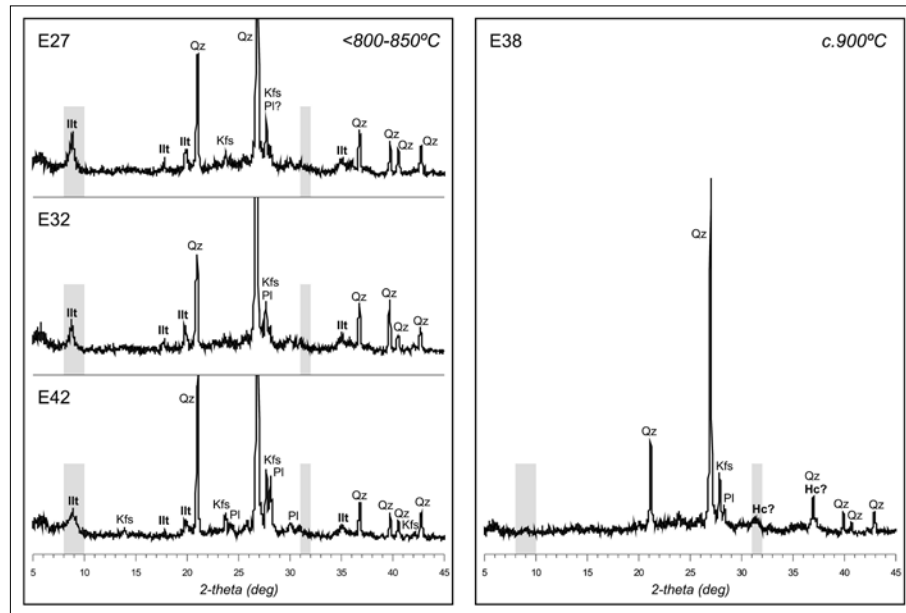 E27 <800-850ºC
Qz Qz
Kfs
Pl?
Ilt Ilt Ilt Kfs Ilt Qz Qz Qz Qz
E32
Qz
Kfs
Pl
Ilt Ilt Ilt Ilt Qz Qz Qz Qz
E42
Qz
Kfs
Pl
Ilt Kfs Ilt Ilt Kfs Pl Pl Ilt Qz Qz Qz Kfs Qz
5 10 15 20 25 30 35 40 45
2-theta (deg)
E38 c.900ºC
Qz
Qz
Kfs
Pl
Hc?
Qz
Hc?
Qz Qz Qz
5 10 15 20 25 30 35 40 45
2-theta (deg)